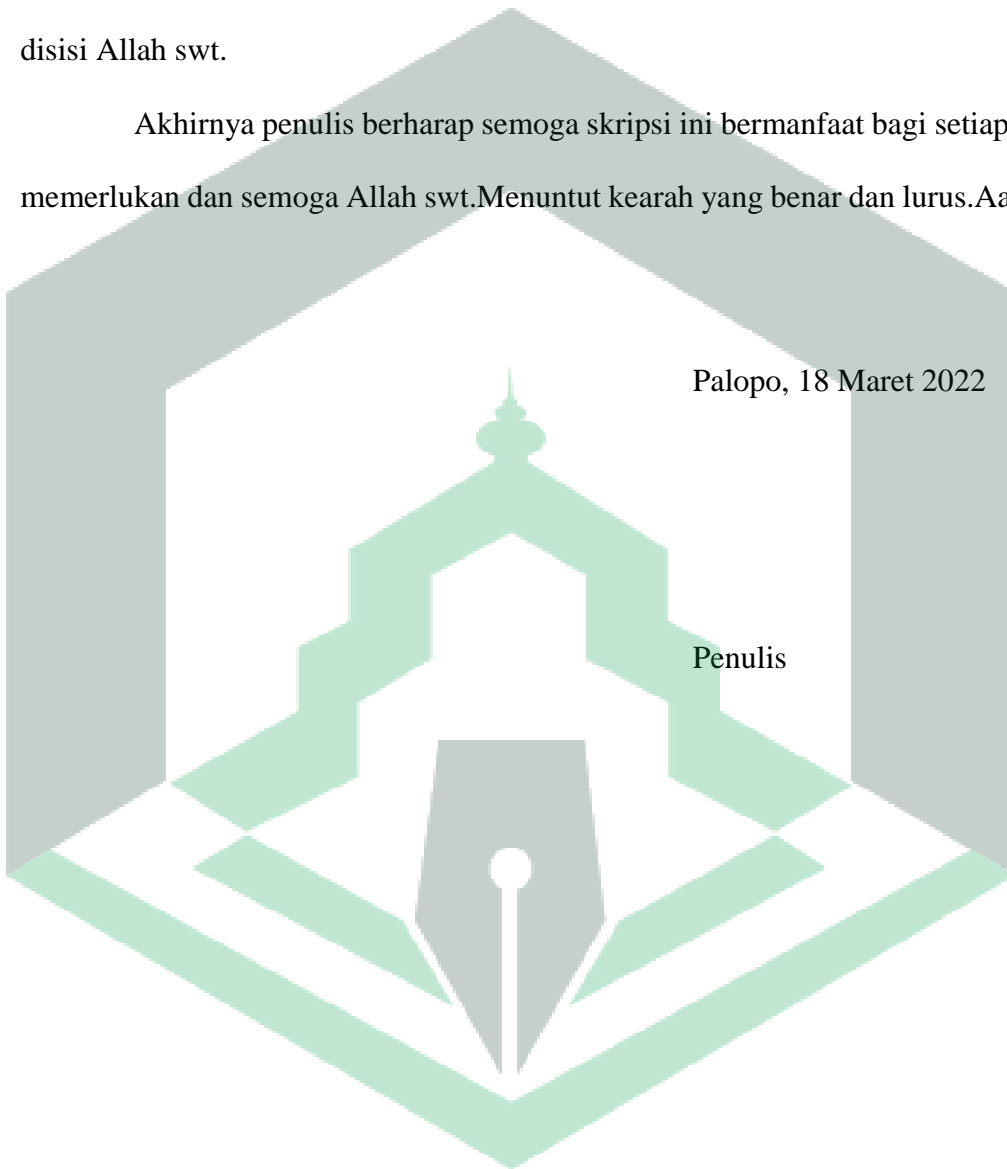 disisi Allah swt.
Akhirnya penulis berharap semoga skripsi ini bermanfaat bagi setiap
memerlukan dan semoga Allah swt.Menuntut kearah yang benar dan lurus.Aa
Palopo, 18 Maret 2022
Penulis